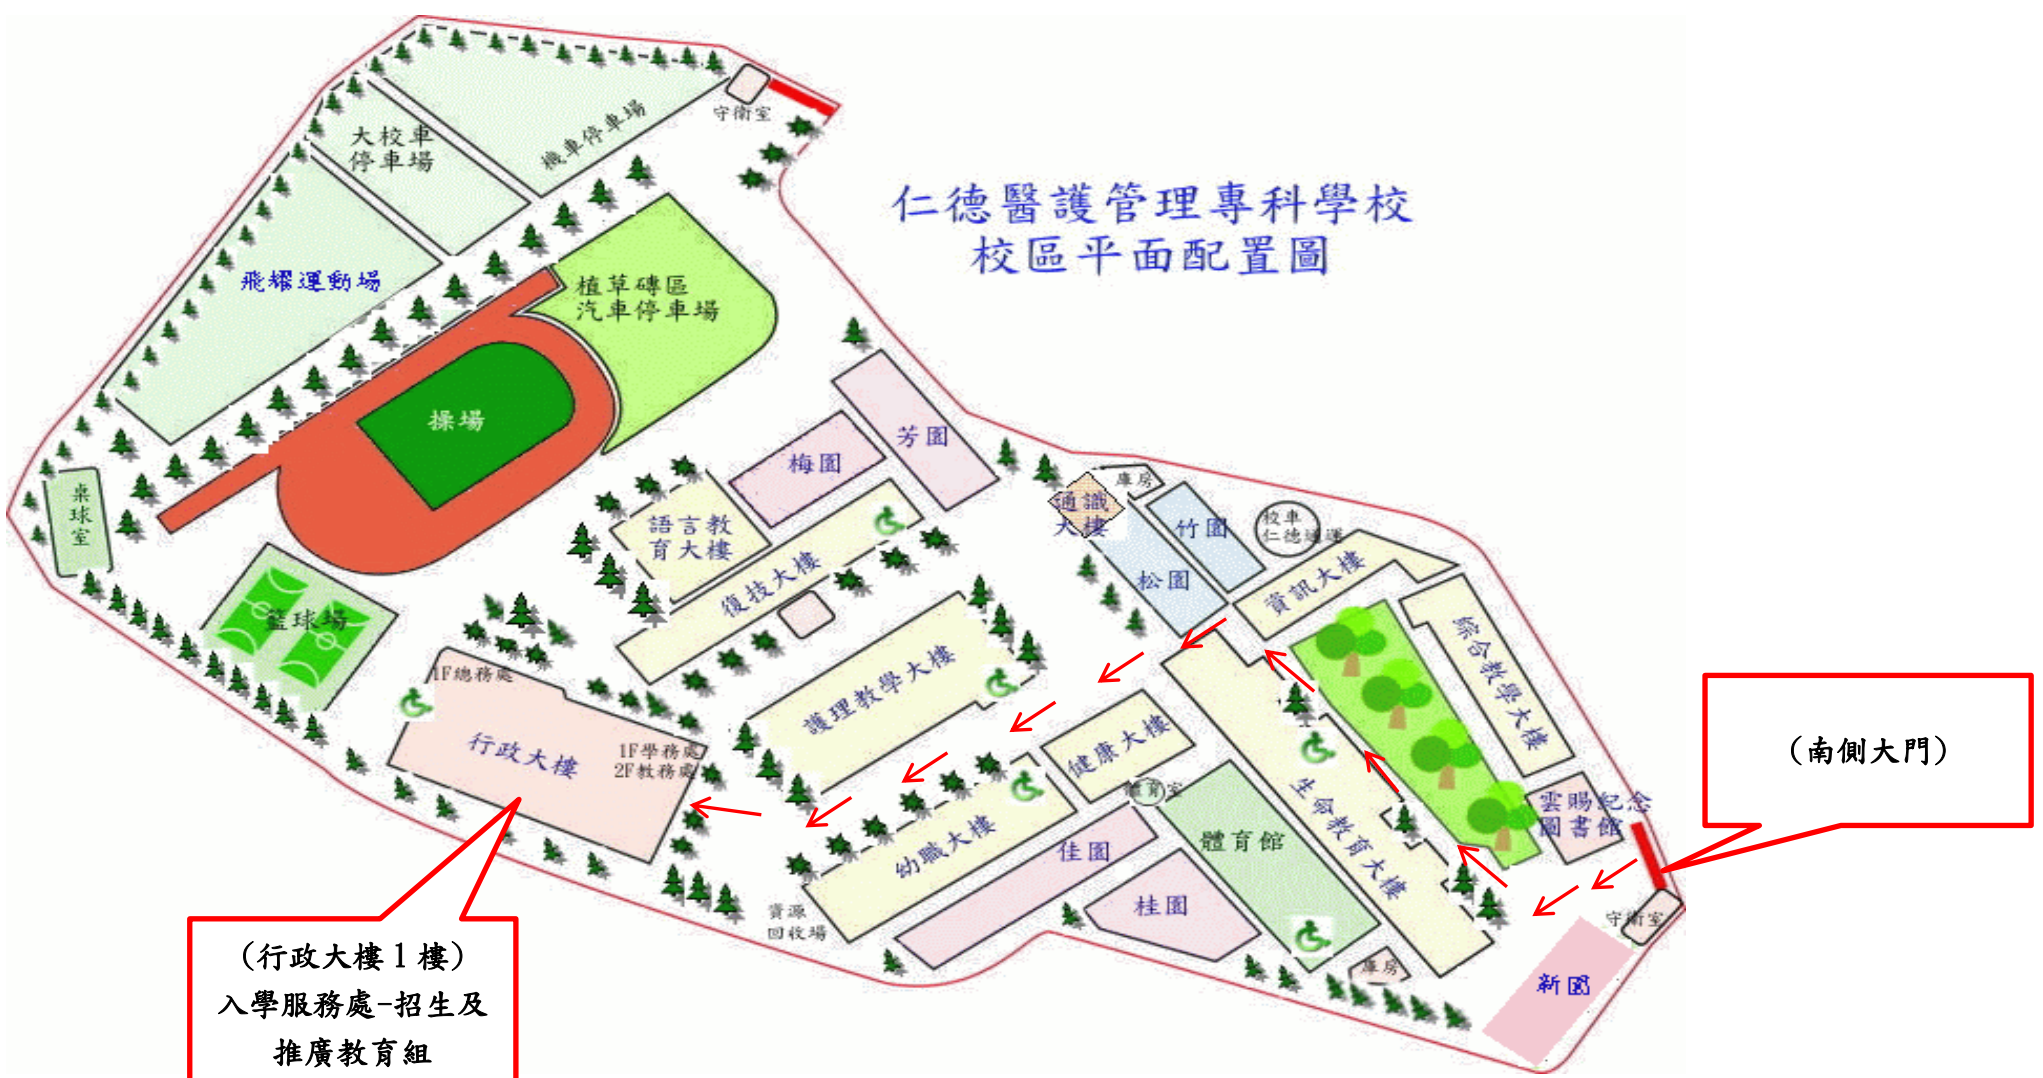 仁德醫護管理專科學校
校區平面配置圖
守衛室
機車停車場
大校車
停車場
飛耀運動場
植草磚區
汽車停車場
操場
桌球室
籃球場
芳園
梅園
語言教
育大樓
復技大樓
通識
大樓
庫房
竹園
松園
校車
仁德通運
資訊大樓
綜合教學大樓
護理教學大樓
1F總務處
行政大樓
1F學務處
2F教務處
健康大樓
體育室
生命教育大樓
幼職大樓
佳園
體育館
桂園
資源
回收場
雲賜紀念
圖書館
守衛室
庫房
新園
(南側大門)
(行政大樓1樓)
入學服務處-招生及
推廣教育組